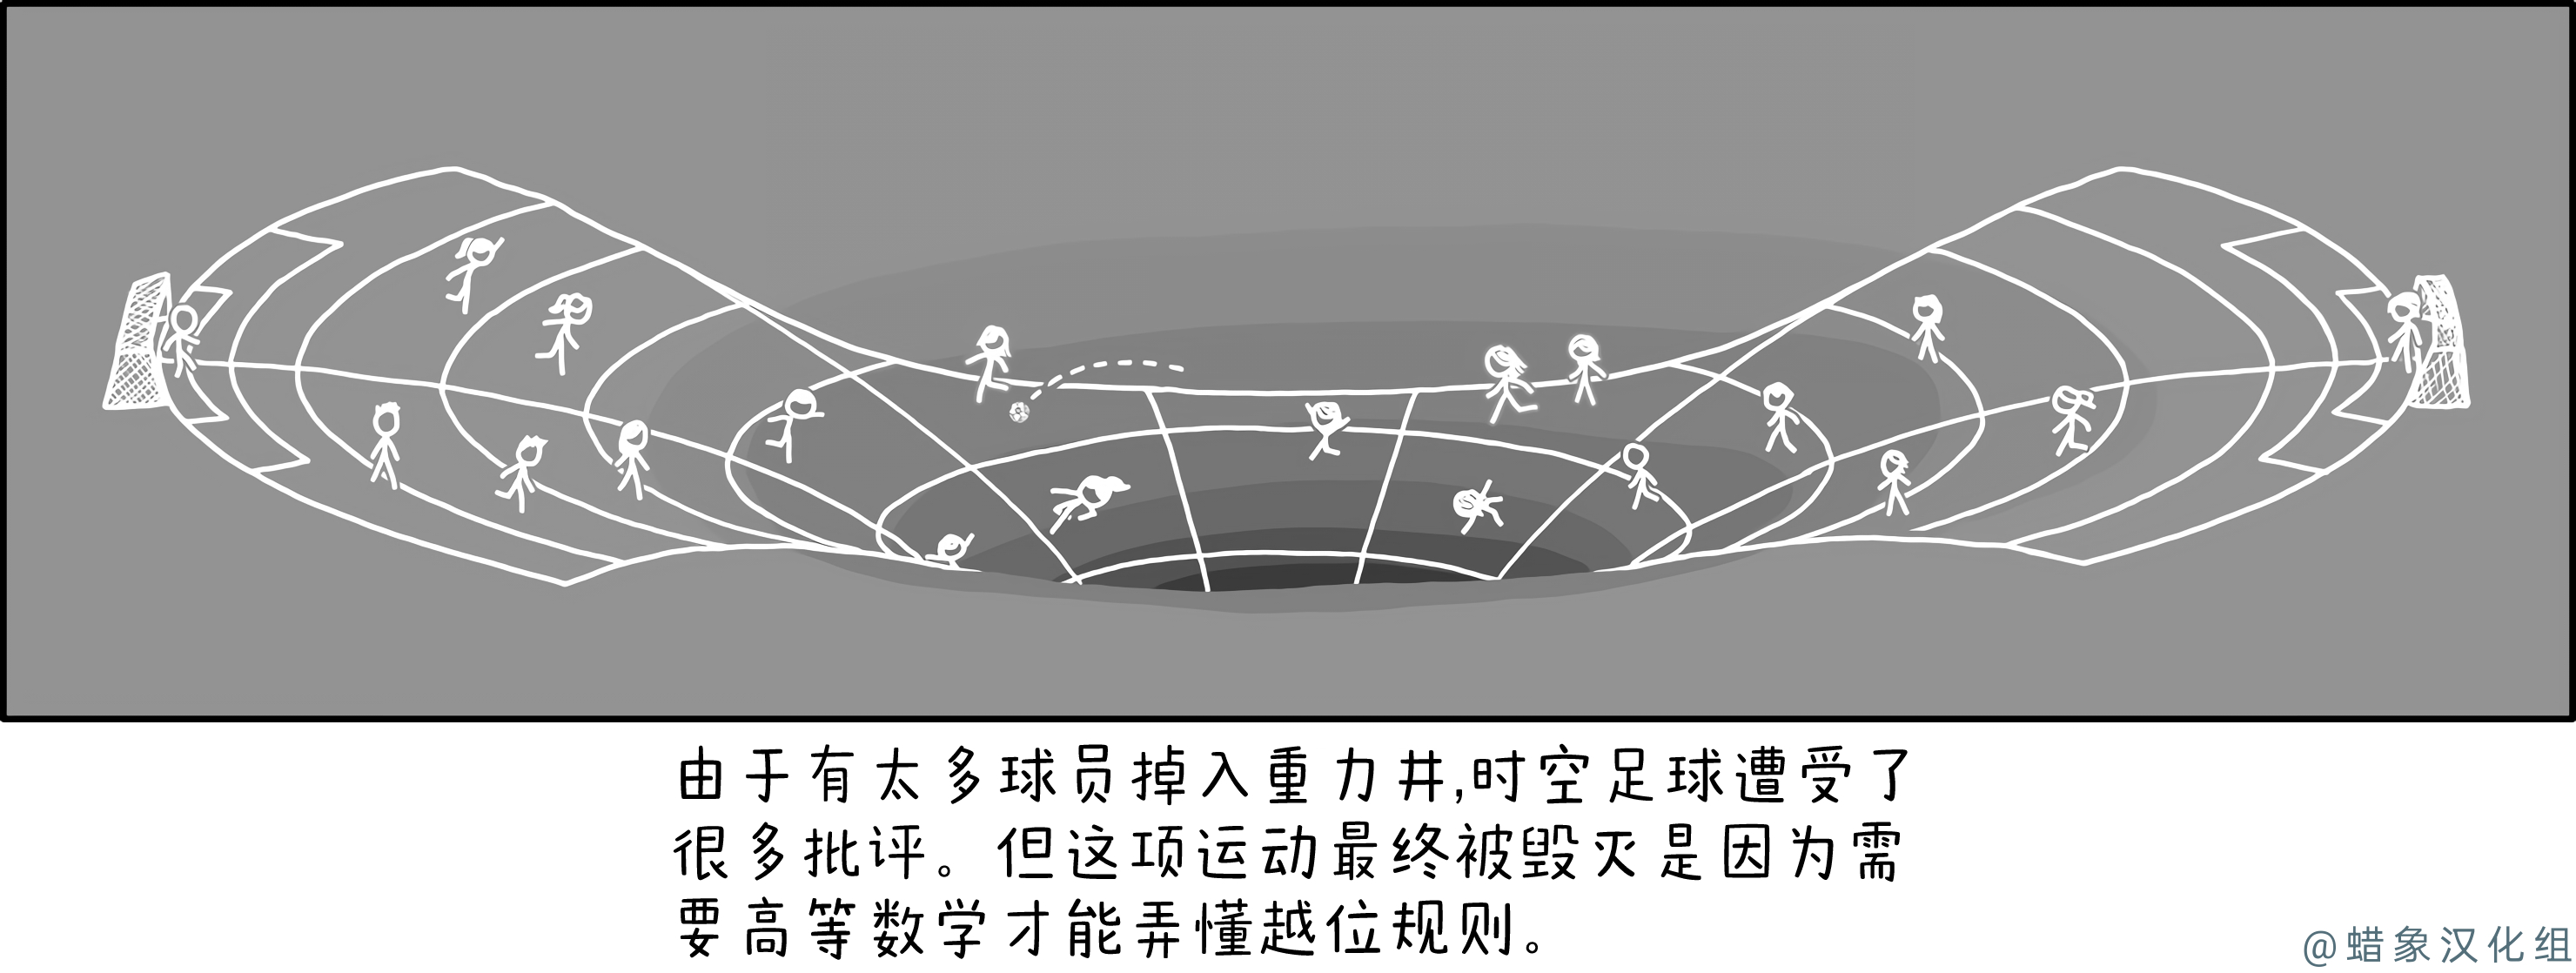 由于有太多球员掉入重力井,时空足球遭受了
很多批评。但这项运动最终被毁灭是因为需
要高等数学才能弄懂越位规则。
@蜡象汉化组